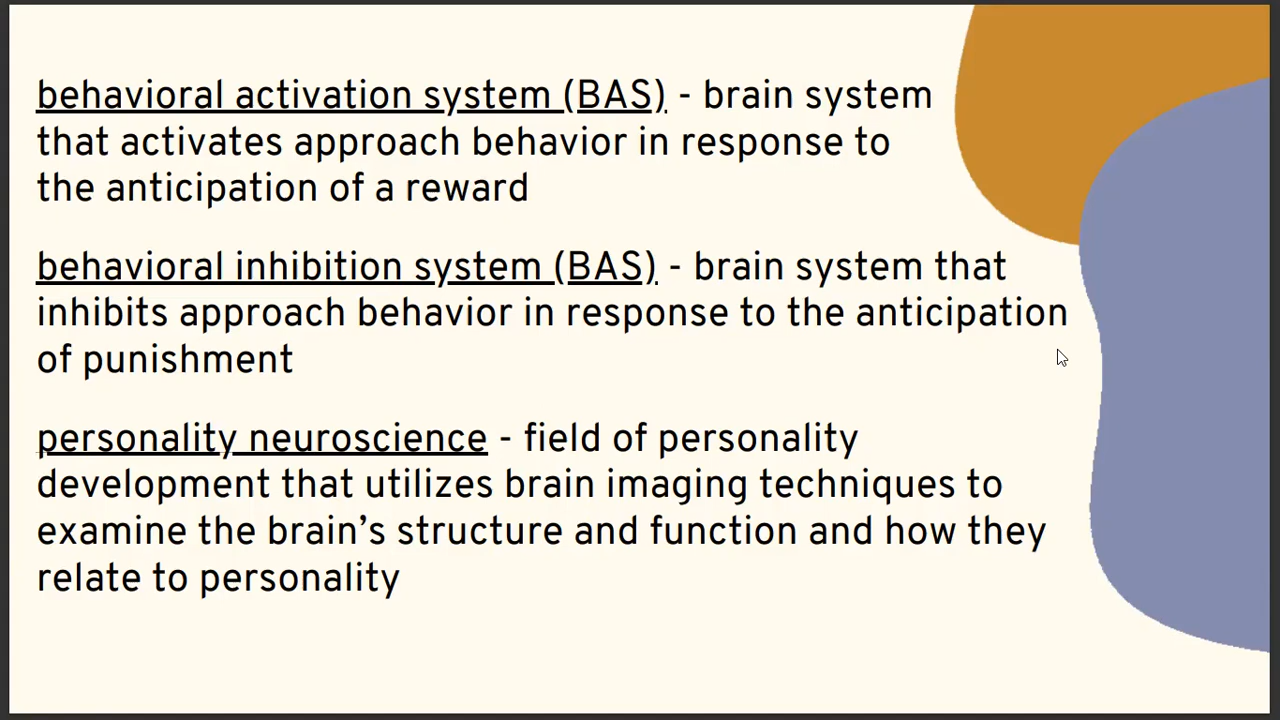 behavioral activation system (BAS) - brain system
that activates approach behavior in response to
the anticipation of a reward
behavioral inhibition system (BAS) - brain system that
inhibits approach behavior in response to the anticipation
of punishment
personality neuroscience - field of personality
development that utilizes brain imaging techniques to
examine the brain’s structure and function and how they
relate to personality